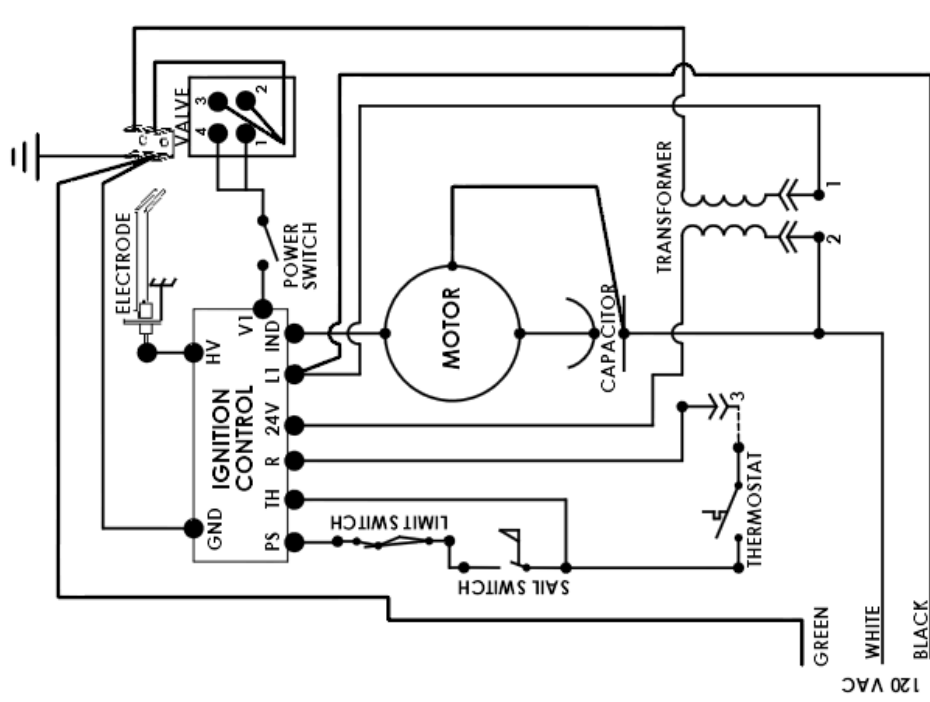 VALVE
3
2
4
1
TRANSFORMER
1
2
ELECTRODE
POWER
SWITCH
MOTOR
CAPACITOR
V1
IND
HV
L1
IGNITION
CONTROL
24V
R
TH
GND
PS
LIMIT SWITCH
SAIL SWITCH
3
THERMOSTAT
GREEN
WHITE
BLACK
120 VAC